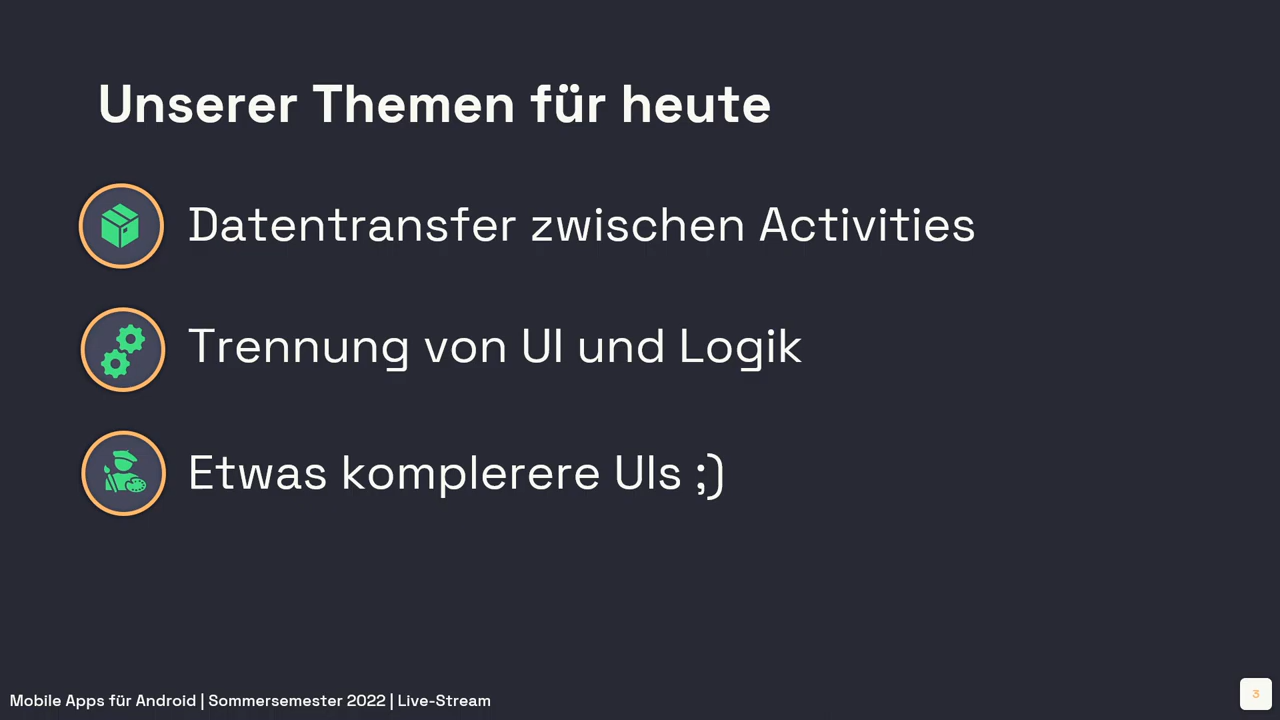 Unserer Themen für heute
Datentransfer zwischen Activities
Trennung von UI und Logik
Etwas komplerere UIs ;)
Mobile Apps für Android | Sommersemester 2022 | Live-Stream
3